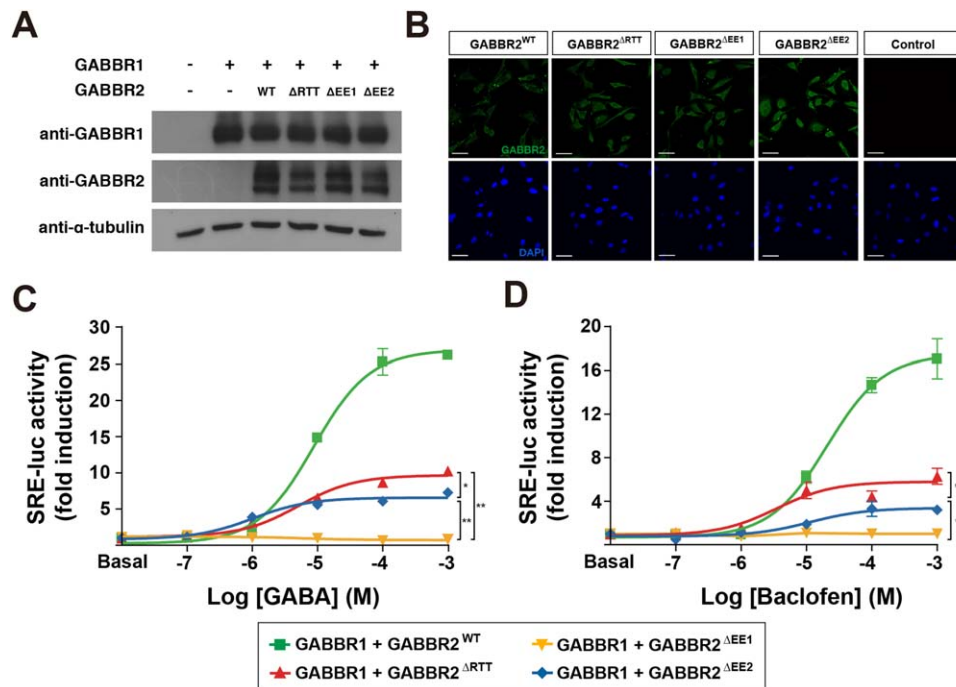 A
GABBR1 - + + + + +
GABBR2 - - WT ΔRTT ΔEE1 ΔEE2
anti-GABBR1
anti-GABBR2
anti-α-tubulin
B
GABBR2WT GABBR2ΔRTT GABBR2ΔEE1 GABBR2ΔEE2 Control
GABBR2
DAPI
C
SRE-luc activity
(fold induction)
30
25
20
15
10
5
*
**
**
Basal -7 -6 -5 -4 -3
Log [GABA] (M)
D
SRE-luc activity
(fold induction)
20
16
12
8
4
Basal -7 -6 -5 -4 -3
Log [Baclofen] (M)
GABBR1 + GABBR2WT GABBR1 + GABBR2ΔEE1
GABBR1 + GABBR2ΔRTT GABBR1 + GABBR2ΔEE2